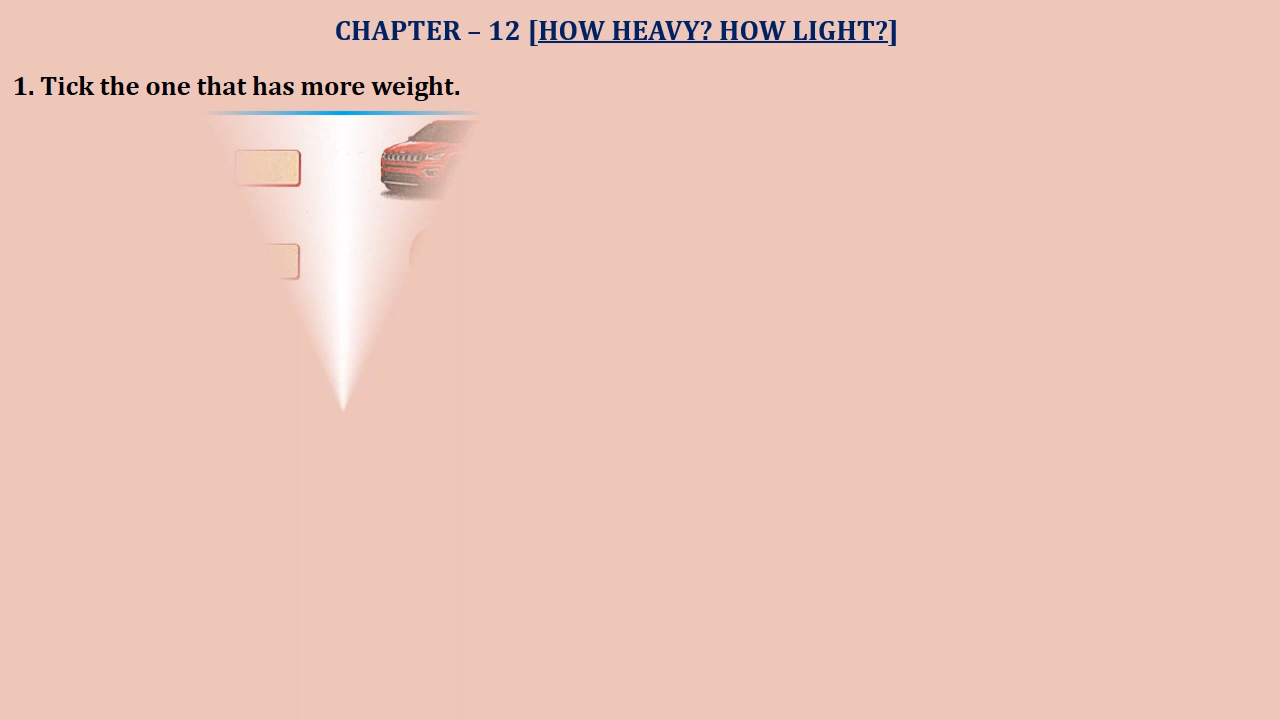 CHAPTER – 12 [HOW HEAVY? HOW LIGHT?]
1. Tick the one that has more weight.